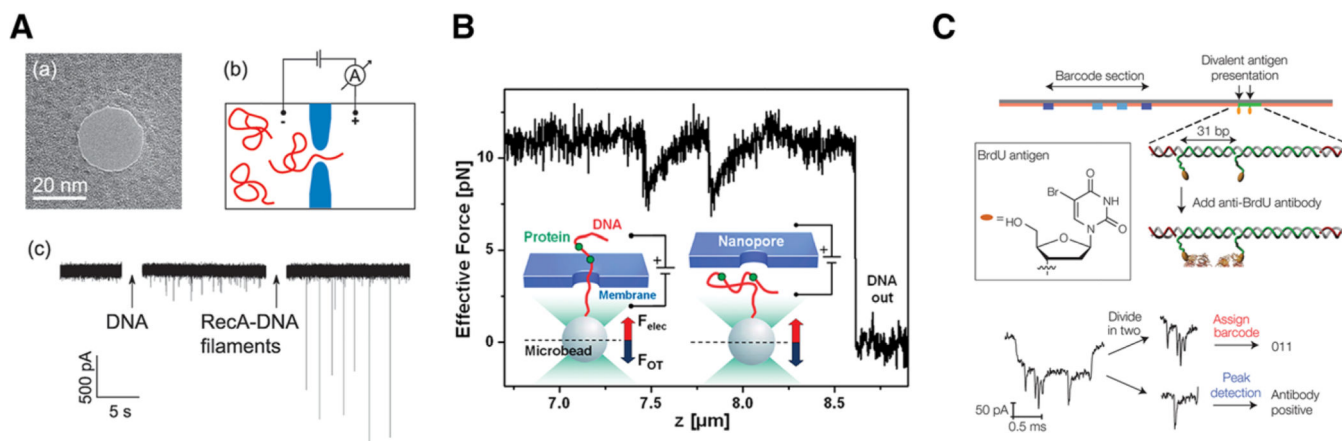 A
(a)
20 nm
(b)
A
-
+
(c)
DNA
RecA-DNA
filaments
500 pA
5 s
B
Effective Force [pN]
10
5
0
DNA
Protein
+
Membrane
Microbead
Felec
FOT
Nanopore
+
DNA
out
7.0
7.5
8.0
8.5
z [µm]
C
Barcode section
Divalent antigen
presentation
31 bp
BrdU antigen
Br
O
NH
N
O
=
HO
O
Add anti-BrdU antibody
Divide
in two
Assign
barcode
011
Peak
detection
Antibody
positive
50 pA
0.5 ms